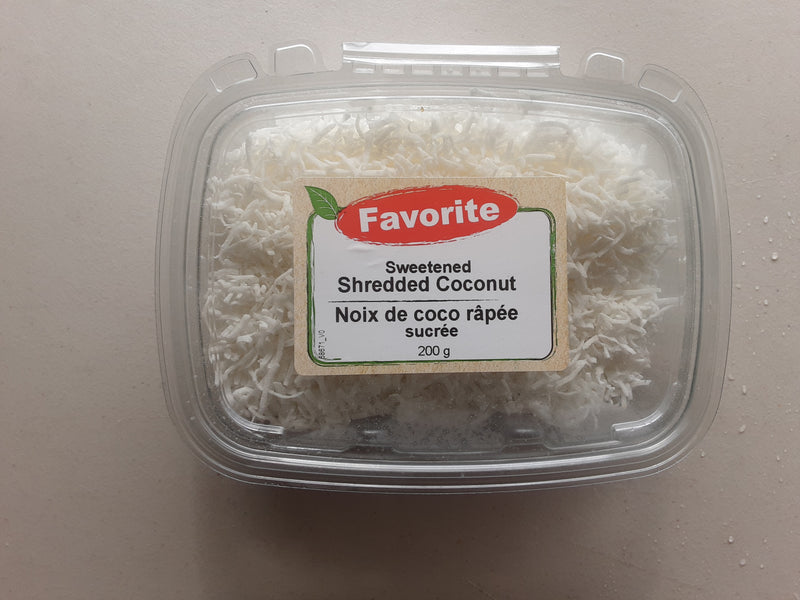 Favorite
Sweetened
Shredded Coconut
Noix de coco râpée
sucrée
200 g